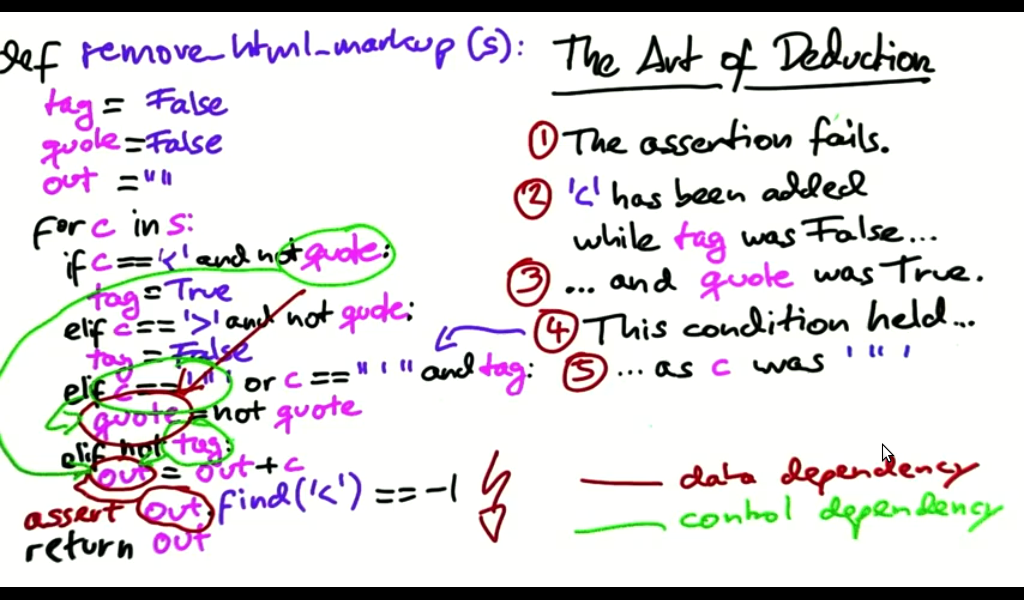 def remove_html_markup (s):
tag = False
quote = False
out = ""
for c in s:
if c == '<' and not quote:
tag = True
elif c == '>' and not quote:
tag = False
elif c == '"' or c == "'" and tag:
quote = not quote
elif not tag:
out = out + c
assert out.find('<') == -1
return out
The Art of Deduction
① The assertion fails.
② '<' has been added
while tag was False...
③ ... and quote was True.
④ This condition held...
⑤ ... as c was '"'
data dependency
control dependency